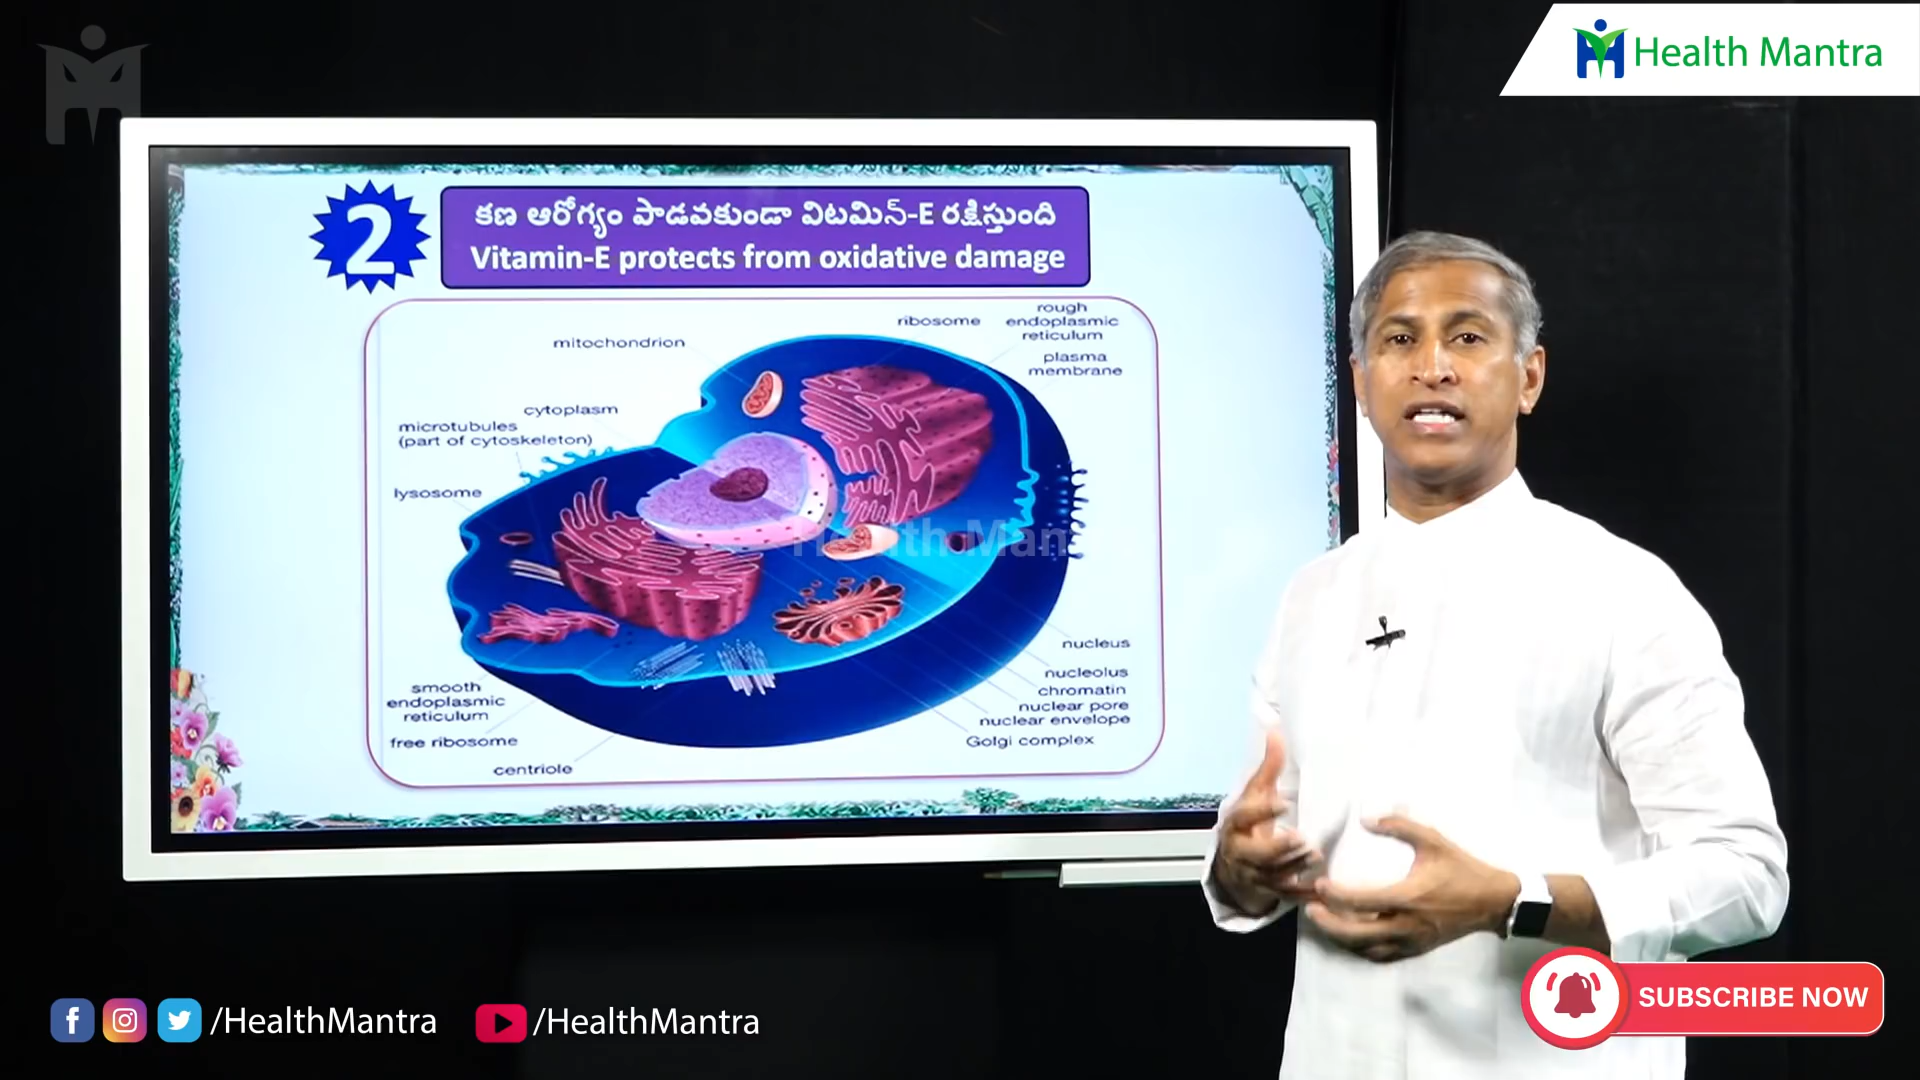 Health Mantra
2
కణ ఆరోగ్యం పాడవకుండా విటమిన్-E రక్షిస్తుంది
Vitamin-E protects from oxidative damage
ribosome
rough
endoplasmic
reticulum
mitochondrion
plasma
membrane
cytoplasm
microtubules
(part of cytoskeleton)
lysosome
Health Man
nucleus
nucleolus
chromatin
nuclear pore
nuclear envelope
Golgi complex
smooth
endoplasmic
reticulum
free ribosome
centriole
/HealthMantra
/HealthMantra
SUBSCRIBE NOW